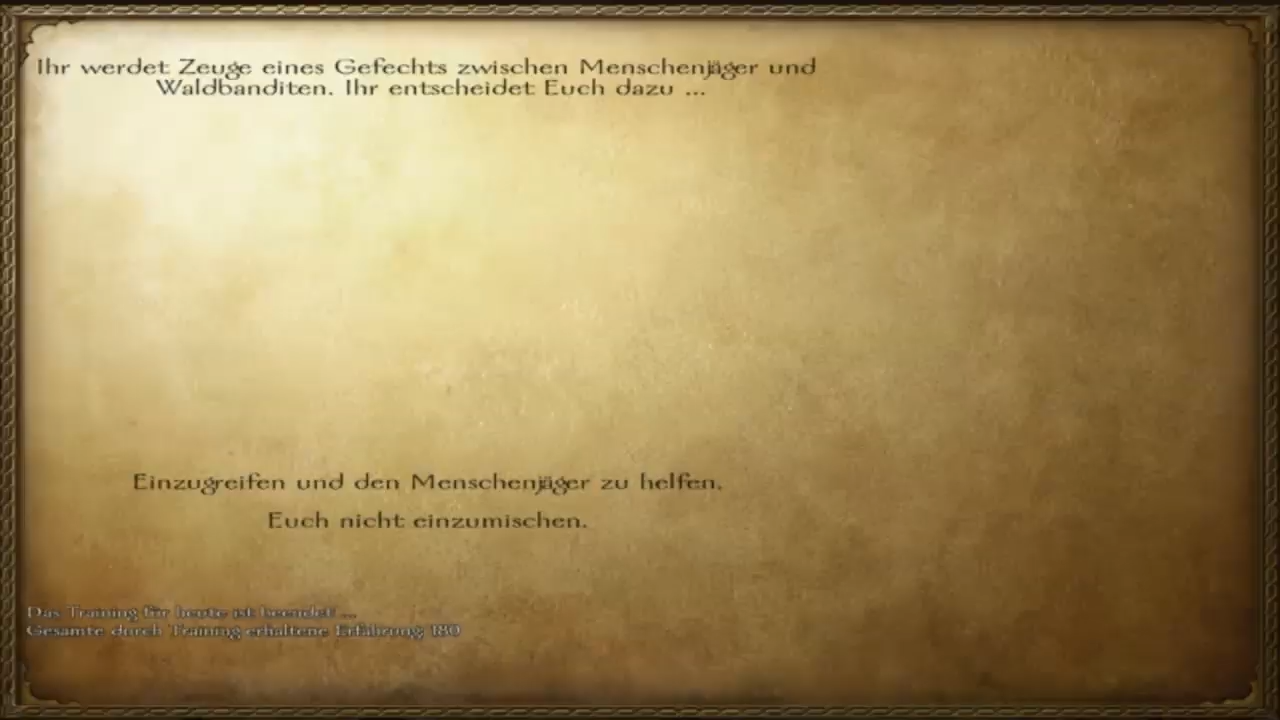 Ihr werdet Zeuge eines Gefechts zwischen Menschenjäger und
Waldbanditen. Ihr entscheidet Euch dazu ...
Einzugreifen und den Menschenjäger zu helfen.
Euch nicht einzumischen.
Das Training für heute ist beendet ...
Gesamte durch Training erhaltene Erfahrung: 180